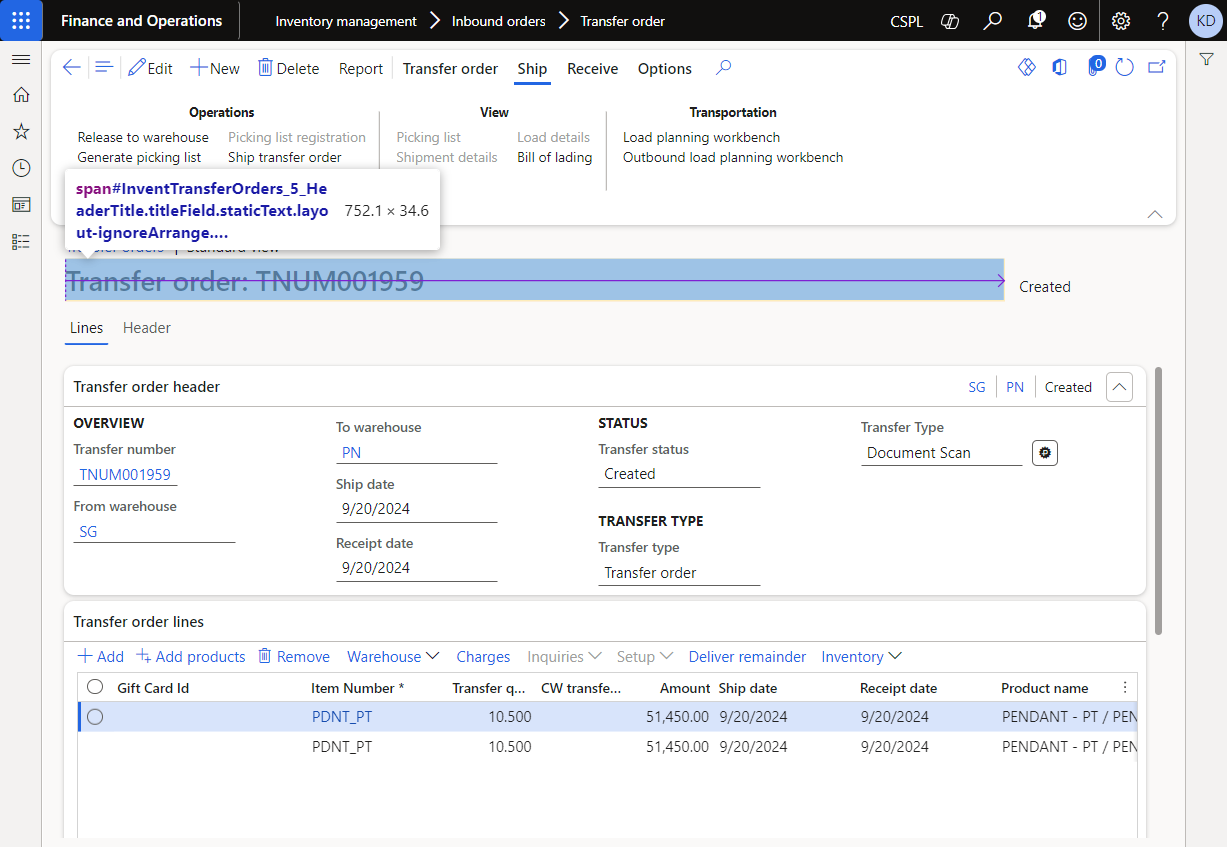 Finance and Operations
Inventory management > Inbound orders > Transfer order
CSPL
1
KD
Edit
New
Delete
Report
Transfer order
Ship
Receive
Options
0
Operations
Release to warehouse
Generate picking list
Picking list registration
Ship transfer order
View
Picking list
Shipment details
Load details
Bill of lading
Transportation
Load planning workbench
Outbound load planning workbench
span#InventTransferOrders_5_He
aderTitle.titleField.staticText.layo
ut-ignoreArrange....
752.1 × 34.6
Transfer orders | Standard view
Transfer order: TNUM001959
Created
Lines
Header
Transfer order header
SG
PN
Created
OVERVIEW
Transfer number
TNUM001959
From warehouse
SG
To warehouse
PN
Ship date
9/20/2024
Receipt date
9/20/2024
STATUS
Transfer status
Created
TRANSFER TYPE
Transfer type
Transfer order
Transfer Type
Document Scan
Transfer order lines
Add
Add products
Remove
Warehouse
Charges
Inquiries
Setup
Deliver remainder
Inventory
Gift Card Id Item Number * Transfer q... CW transfe... Amount Ship date Receipt date Product name
PDNT_PT 10.500 51,450.00 9/20/2024 9/20/2024 PENDANT - PT / PEN
PDNT_PT 10.500 51,450.00 9/20/2024 9/20/2024 PENDANT - PT / PEN